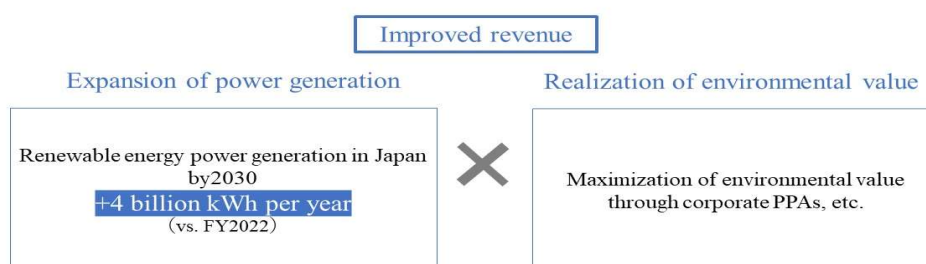 Improved revenue
Expansion of power generation
Realization of environmental value
Renewable energy power generation in Japan
by2030
+4 billion kWh per year
(vs. FY2022)
Maximization of environmental value
through corporate PPAs, etc.